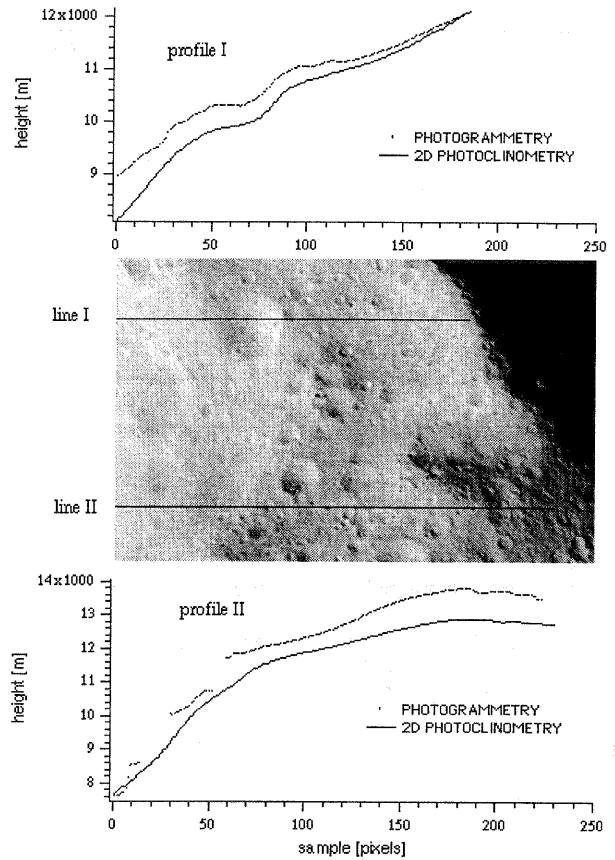 12x1000
profile I
11
height [m]
10
PHOTOGRAMMETRY
2D PHOTOCLINOMETRY
9
0 50 100 150 200 250
line I
line II
14x1000
profile II
13
12
height [m]
11
10
PHOTOGRAMMETRY
2D PHOTOCLINOMETRY
9
8
0 50 100 150 200 250
sample [pixels]